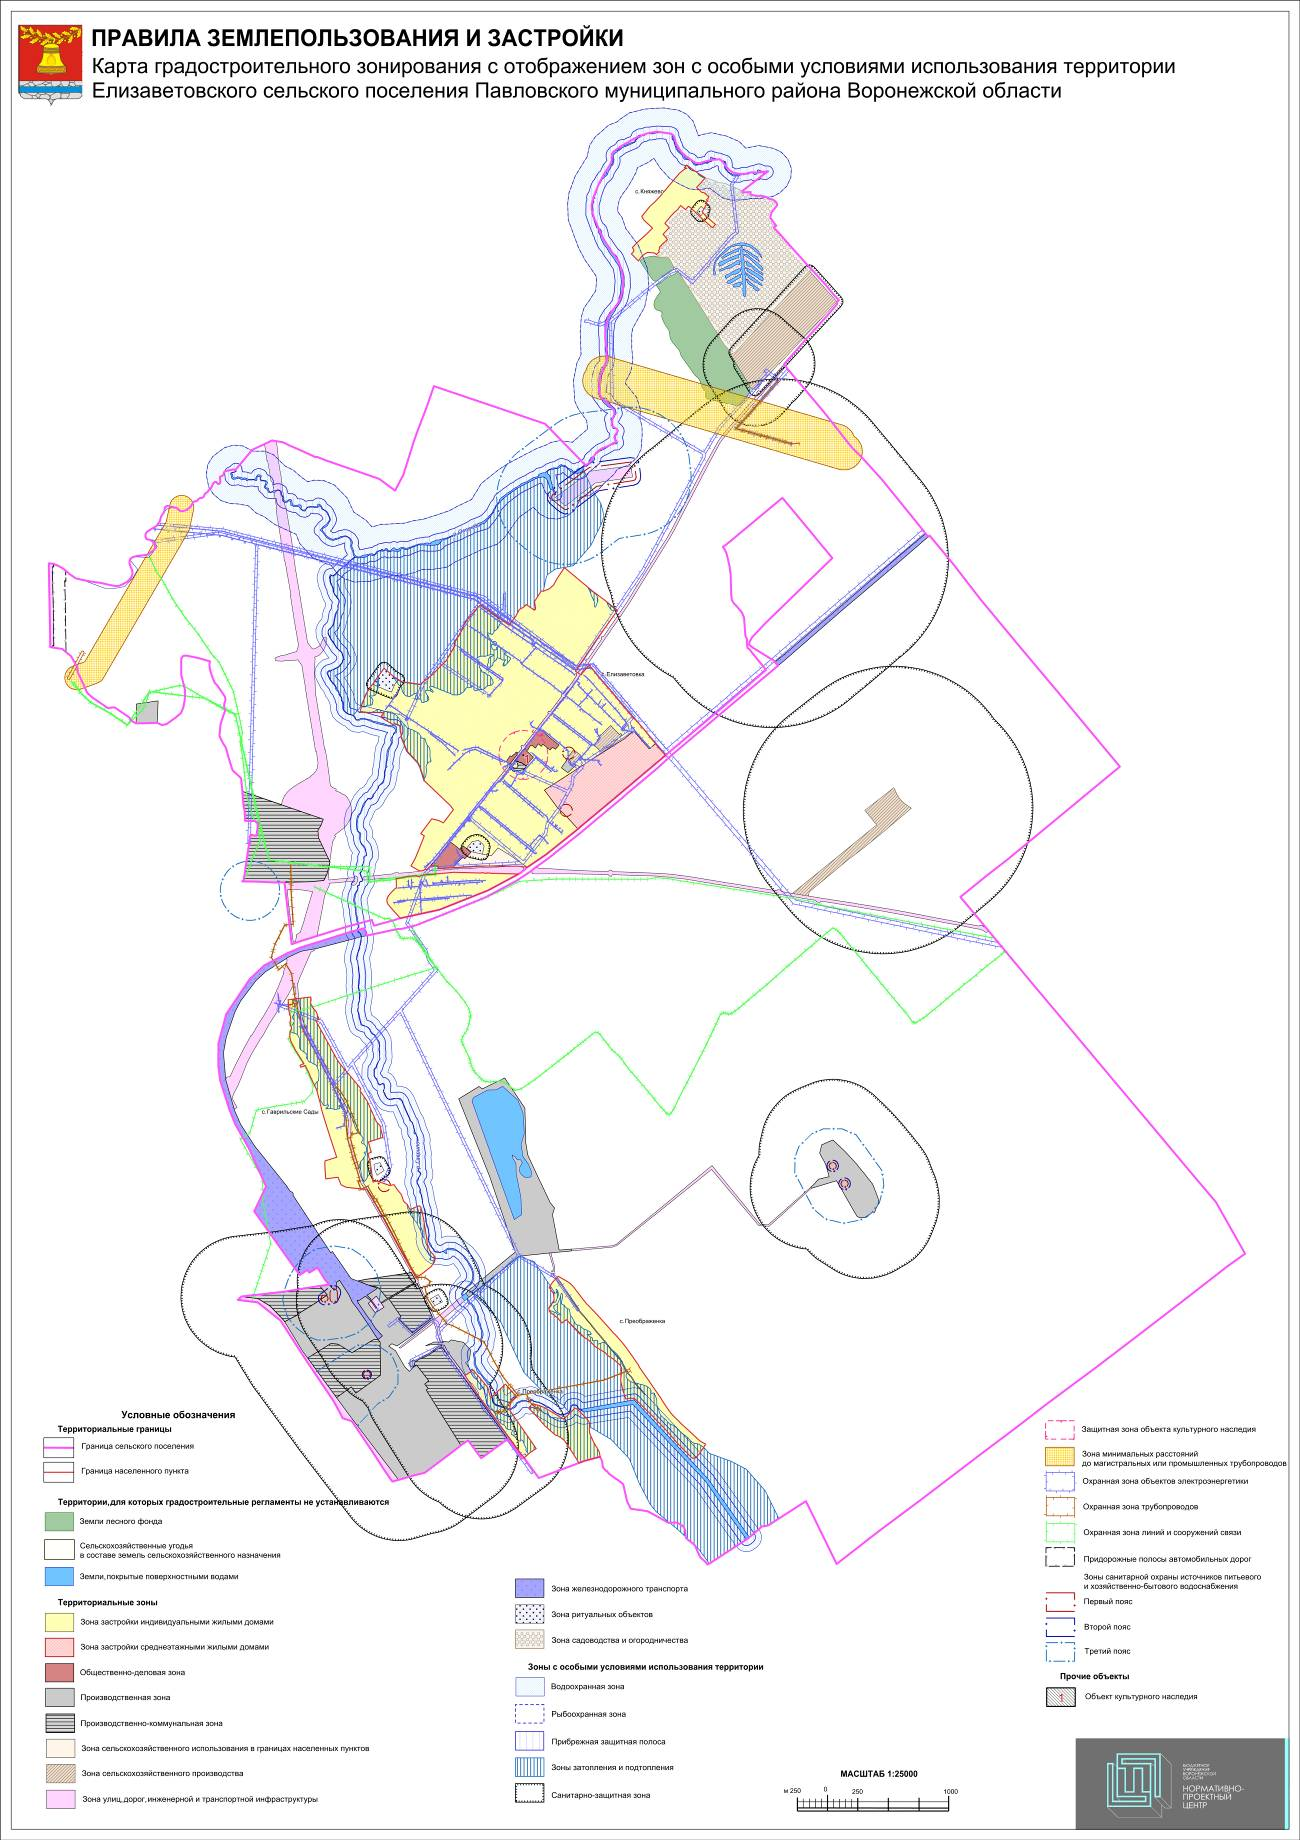 ПРАВИЛА ЗЕМЛЕПОЛЬЗОВАНИЯ И ЗАСТРОЙКИ
Карта градостроительного зонирования с отображением зон с особыми условиями использования территории
Елизаветовского сельского поселения Павловского муниципального района Воронежской области
с. Княжево
с. Елизаветовка
с. Гаврильские Сады
с. Преображенка
с. Преображенка
Условные обозначения
Территориальные границы
Граница сельского поселения
Граница населенного пункта
Территории, для которых градостроительные регламенты не устанавливаются
Земли лесного фонда
Сельскохозяйственные угодья
в составе земель сельскохозяйственного назначения
Земли, покрытые поверхностными водами
Территориальные зоны
Зона застройки индивидуальными жилыми домами
Зона застройки среднеэтажными жилыми домами
Общественно-деловая зона
Производственная зона
Производственно-коммунальная зона
Зона сельскохозяйственного использования в границах населенных пунктов
Зона сельскохозяйственного производства
Зона улиц, дорог, инженерной и транспортной инфраструктуры
Зона железнодорожного транспорта
Зона ритуальных объектов
Зона садоводства и огородничества
Зоны с особыми условиями использования территории
Водоохранная зона
Рыбоохранная зона
Прибрежная защитная полоса
Зоны затопления и подтопления
Санитарно-защитная зона
МАСШТАБ 1:25000
м 250 0 250 1000
Защитная зона объекта культурного наследия
Зона минимальных расстояний
до магистральных или промышленных трубопроводов
Охранная зона объектов электроэнергетики
Охранная зона трубопроводов
Охранная зона линий и сооружений связи
Придорожные полосы автомобильных дорог
Зоны санитарной охраны источников питьевого
и хозяйственно-бытового водоснабжения
Первый пояс
Второй пояс
Третий пояс
Прочие объекты
1 Объект культурного наследия
БЮДЖЕТНОЕ
УЧРЕЖДЕНИЕ
ВОРОНЕЖСКОЙ
ОБЛАСТИ
НОРМАТИВНО-
ПРОЕКТНЫЙ
ЦЕНТР